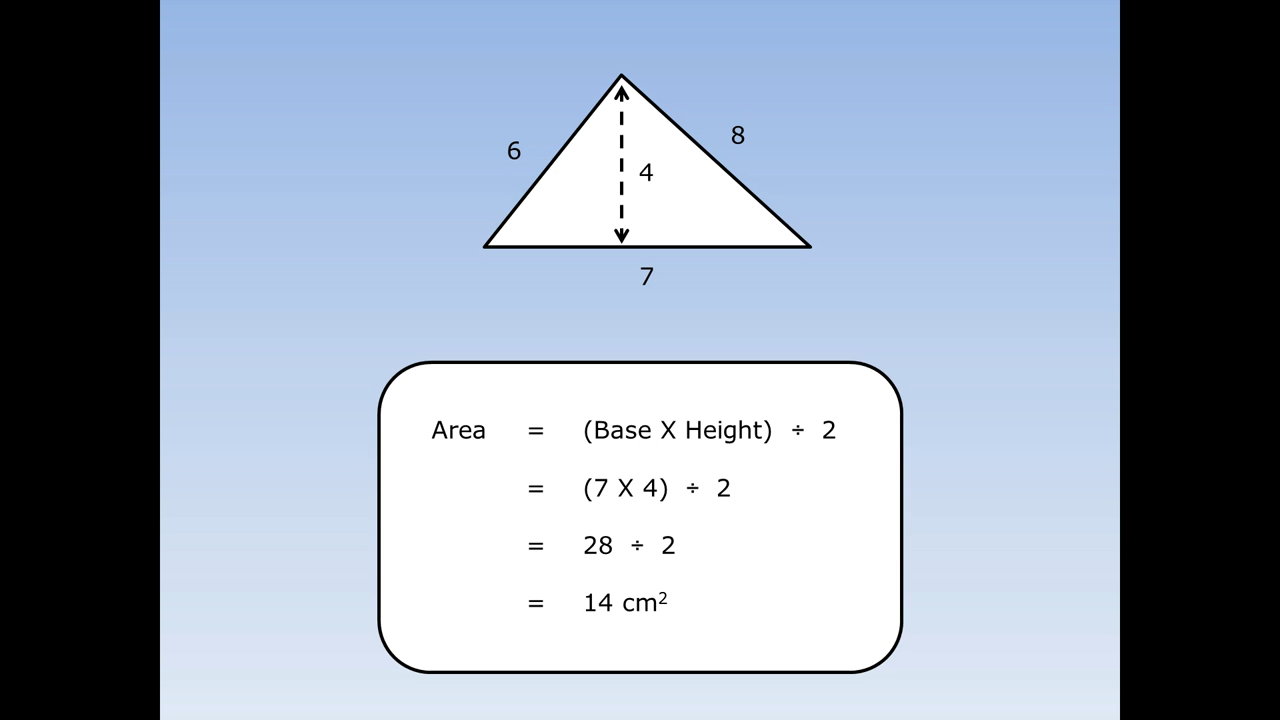 8
6
4
7
Area = (Base X Height) ÷ 2
= (7 X 4) ÷ 2
= 28 ÷ 2
= 14 cm²